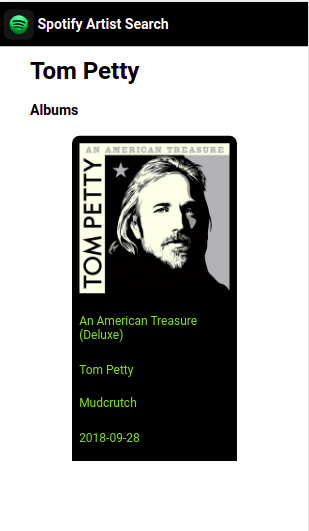 Spotify Artist Search
Tom Petty
Albums
AN AMERICAN TREASURE
TOM PETTY
An American Treasure
(Deluxe)
Tom Petty
Mudcrutch
2018-09-28